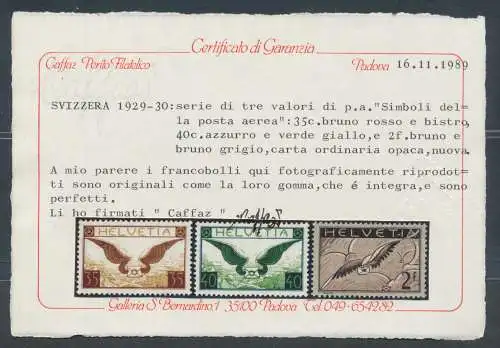 Certificato di Garanzia
Caffaz Perito Filatelico
Padova 16.11.1989
SVIZZERA 1929-30:serie di tre valori di p.a."Simboli del=
la posta aerea":35c.bruno rosso e bistro,
40c.azzurro e verde giallo,e 2f.bruno e
bruno grigio,carta ordinaria opaca,nuova.
A mio parere i francobolli qui fotograficamente riprodot=
ti sono originali come la loro gomma,che é integra,e sono
perfetti.
Li ho firmati " Caffaz "
HELVETIA HELVETIA HELVETIA
35 35 40 40 2F
Galleria S. Bernardino,1 35100 Padova Tel. 049-654282